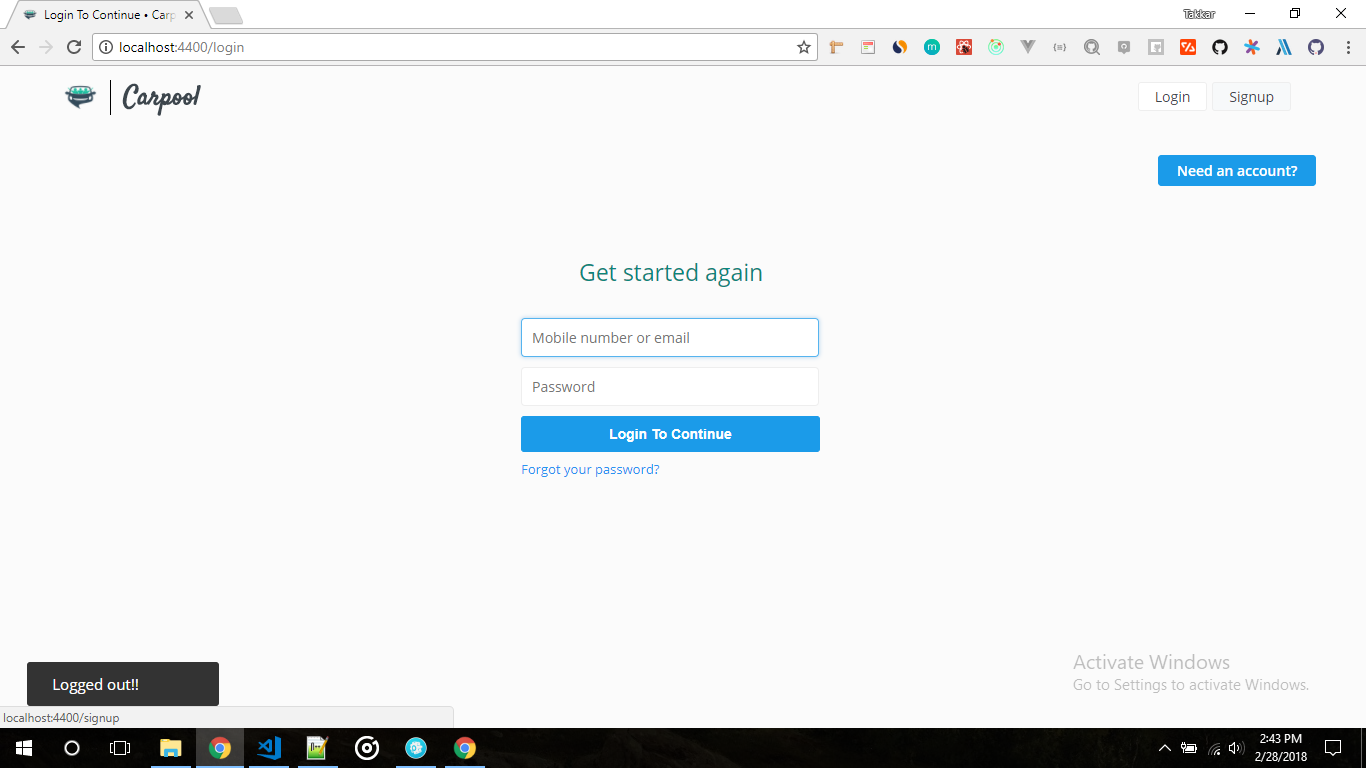 Login To Continue • Carp
Takkar
localhost:4400/login
Carpool
Login
Signup
Need an account?
Get started again
Mobile number or email
Password
Login To Continue
Forgot your password?
Activate Windows
Go to Settings to activate Windows.
Logged out!!
localhost:4400/signup
2:43 PM
2/28/2018